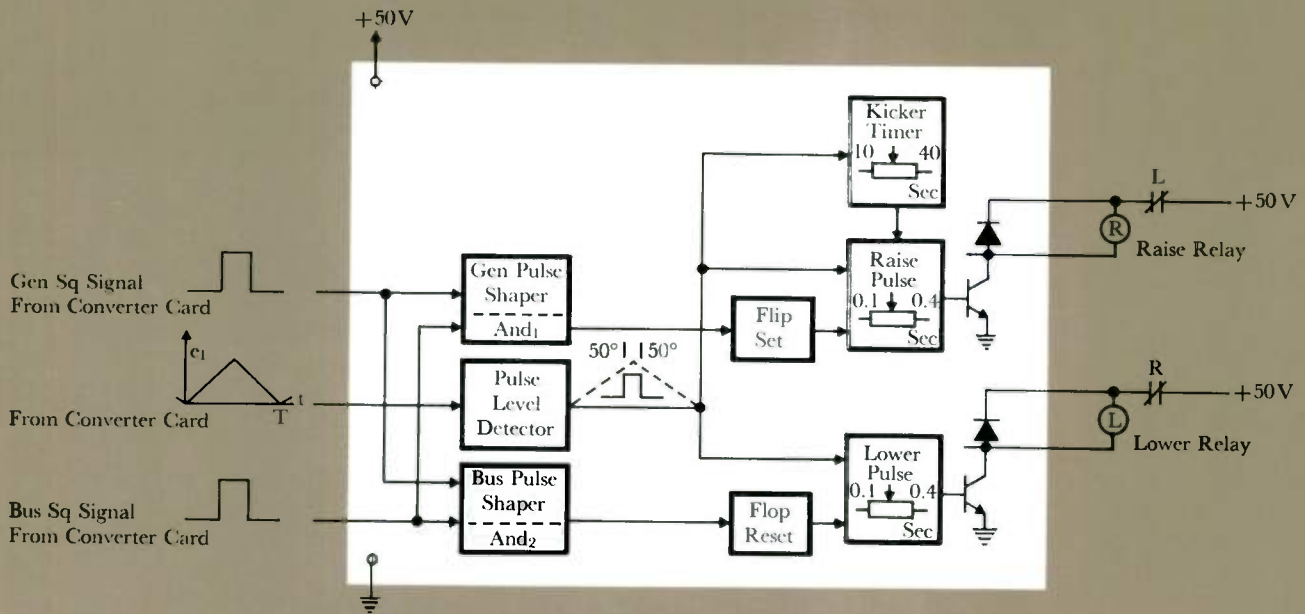 +50V
Kicker
Timer
10 40
Sec
L
+50V
R
Raise Relay
Gen Sq Signal
From Converter Card
Gen Pulse
Shaper
And₁
Flip
Set
Raise
Pulse
0.1 0.4
Sec
e₁
t
T
From Converter Card
Pulse
Level
Detector
50° 50°
R
+50V
L
Lower Relay
Bus Sq Signal
From Converter Card
Bus Pulse
Shaper
And₂
Flop
Reset
Lower
Pulse
0.1 0.4
Sec